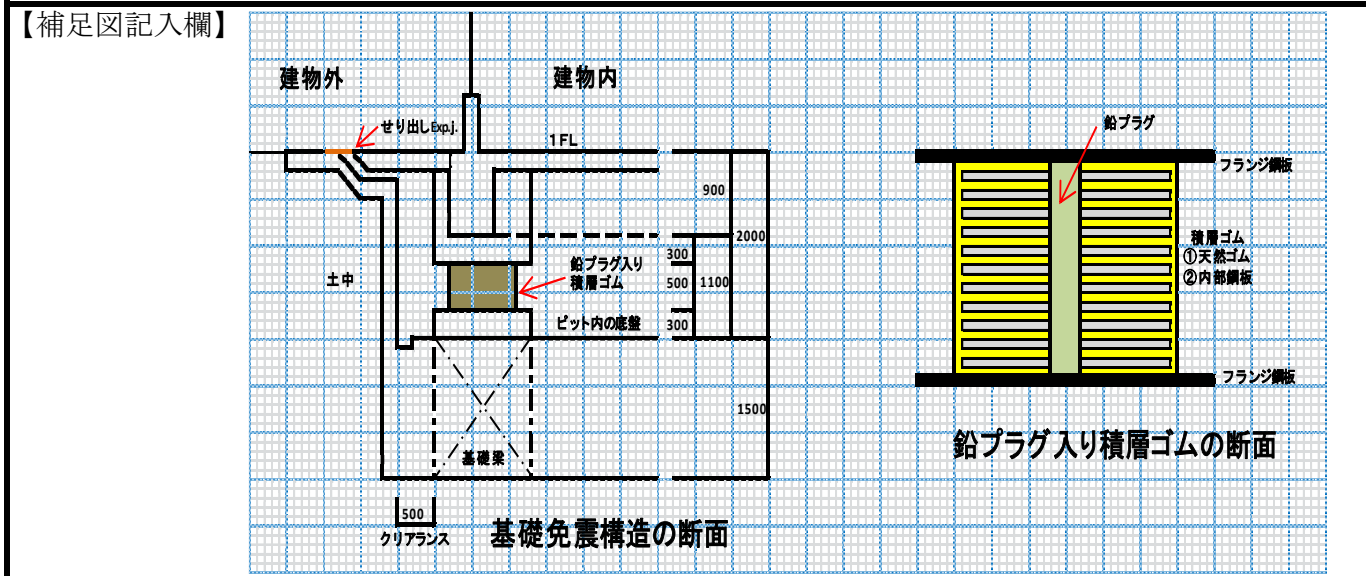 【補足図記入欄】
建物外
建物内
せり出しExp.j.
1FL
900
2000
300
鉛プラグ入り
積層ゴム
500
1100
土中
ピット内の底盤
300
1500
基礎梁
500
クリアランス
基礎免震構造の断面
鉛プラグ
フランジ鋼板
積層ゴム
①天然ゴム
②内部鋼板
フランジ鋼板
鉛プラグ入り積層ゴムの断面